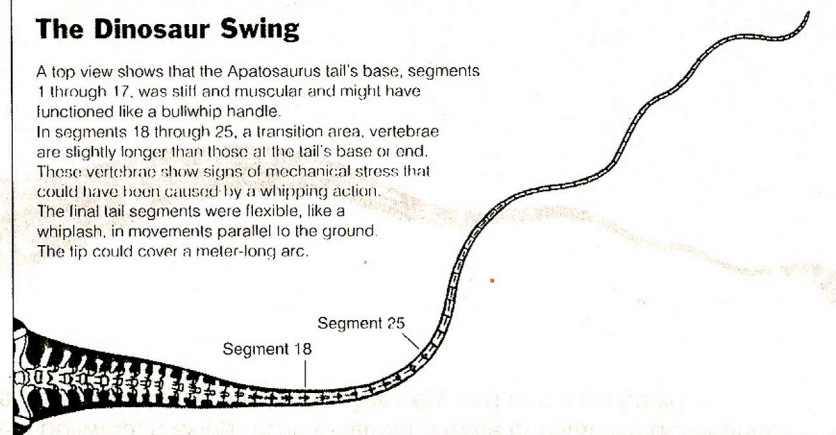 The Dinosaur Swing
A top view shows that the Apatosaurus tail's base, segments
1 through 17, was stiff and muscular and might have
functioned like a bullwhip handle.
In segments 18 through 25, a transition area, vertebrae
are slightly longer than those at the tail's base or end.
These vertebrae show signs of mechanical stress that
could have been caused by a whipping action.
The final tail segments were flexible, like a
whiplash, in movements parallel to the ground.
The tip could cover a meter-long arc.
Segment 25
Segment 18